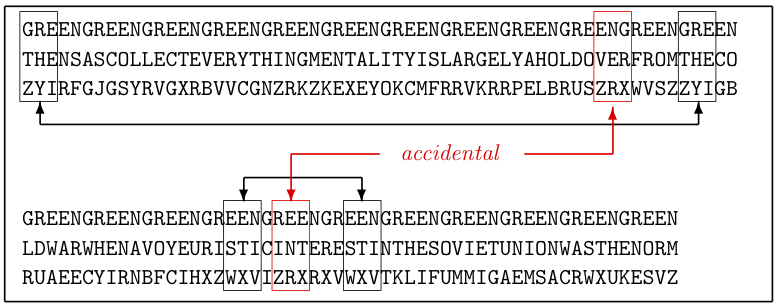 GREENGREENGREENGREENGREENGREENGREENGREENGREENGREENGREENGREEN
THENSASCOLLECTEVERYTHINGMENTALITYISLARGELYAHOLDOVERFROMTHECO
ZYIRFGJGSYRVGXRBVVCGNZRKZKEXEYOKCMFRRVKRRPELBRUSZRXWVSZZYIGB
accidental
GREENGREENGREENGREENGREENGREENGREENGREENGREENGREENGREEN
LDWARWHENAVOYEURISTICINTERESTINTHESOVIETUNIONWASTHENORM
RUAEECYIRNBFCIHXZWXVIZRXRXVWXVTKLIFUMMIGAEMSACRWXUKESVZ